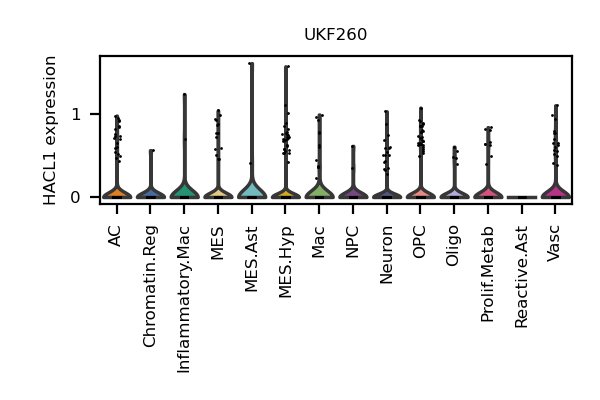 UKF260
HACL1 expression
1
0
AC
Chromatin.Reg
Inflammatory.Mac
MES
MES.Ast
MES.Hyp
Mac
NPC
Neuron
OPC
Oligo
Prolif.Metab
Reactive.Ast
Vasc